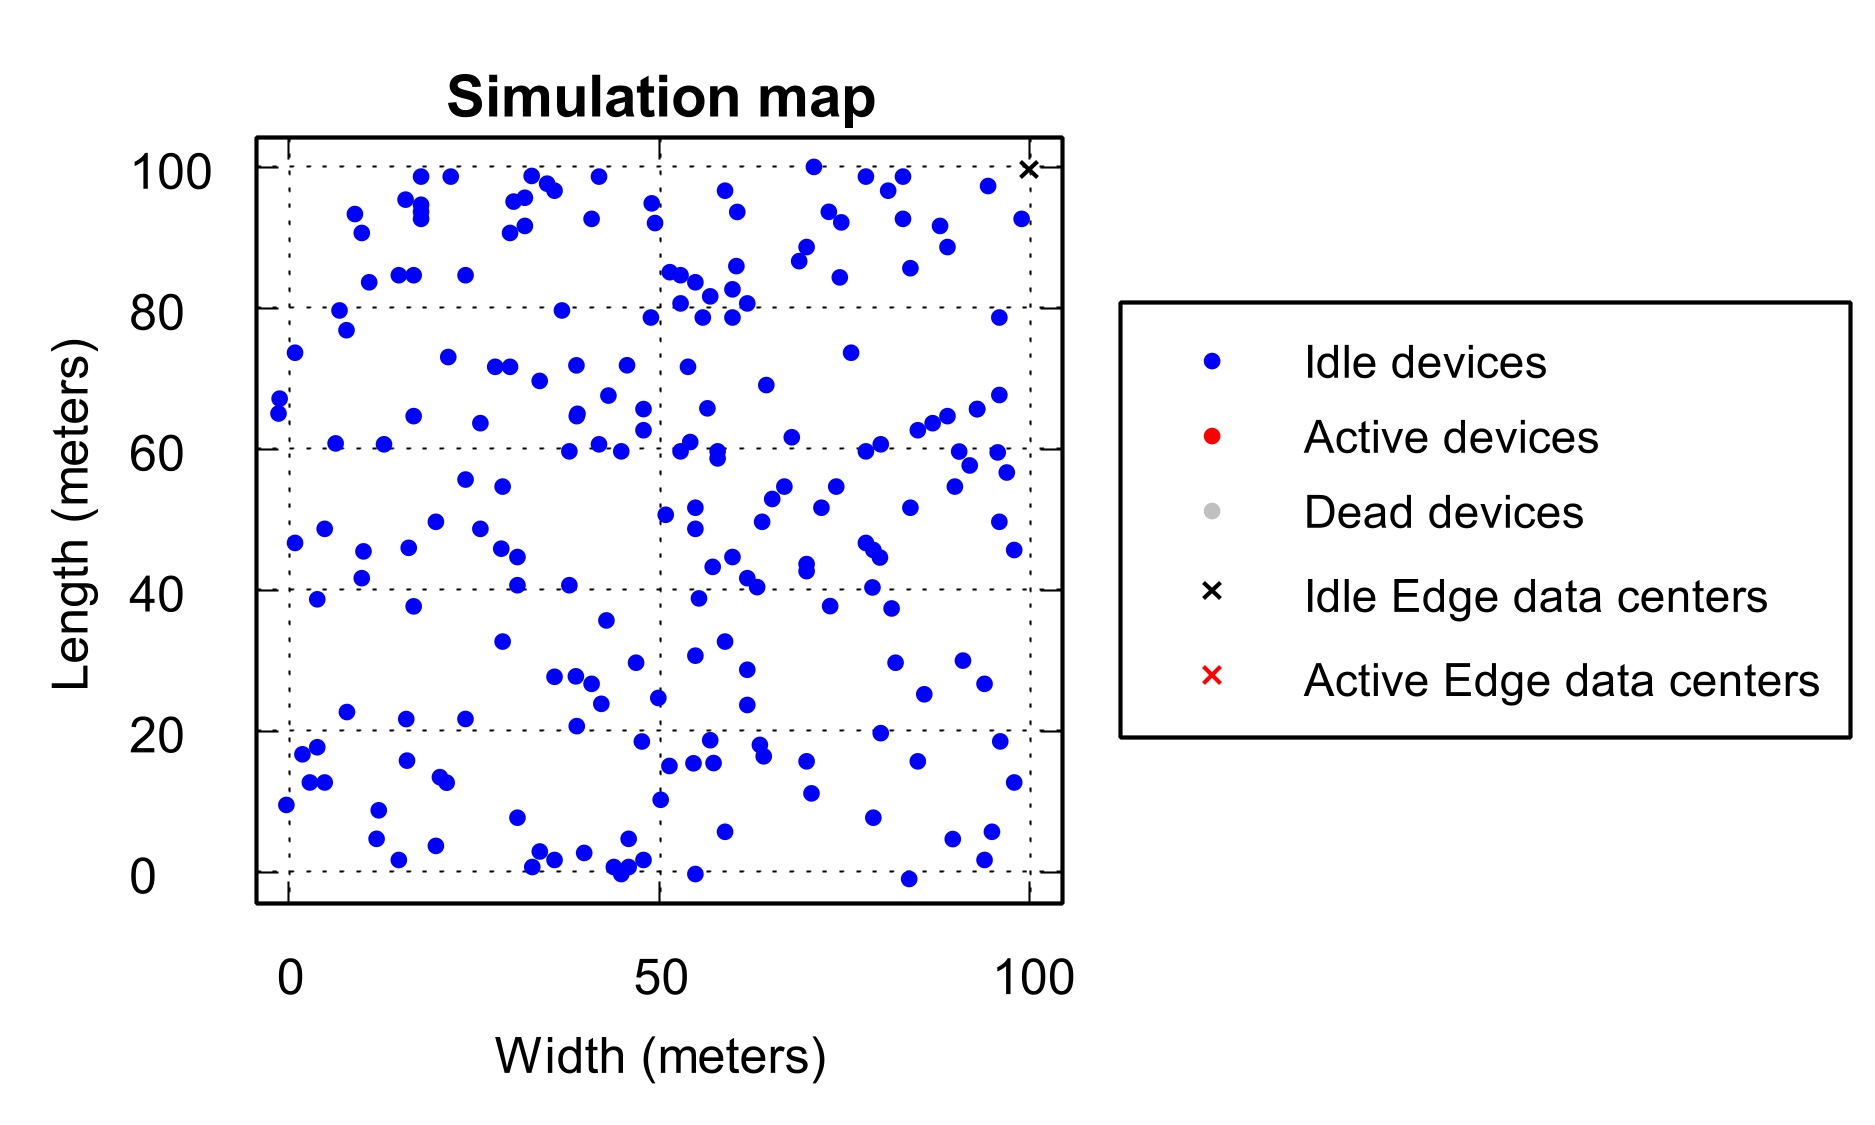 Simulation map
100
80
60
40
20
0
Length (meters)
0 50 100
Width (meters)
Idle devices
Active devices
Dead devices
Idle Edge data centers
Active Edge data centers